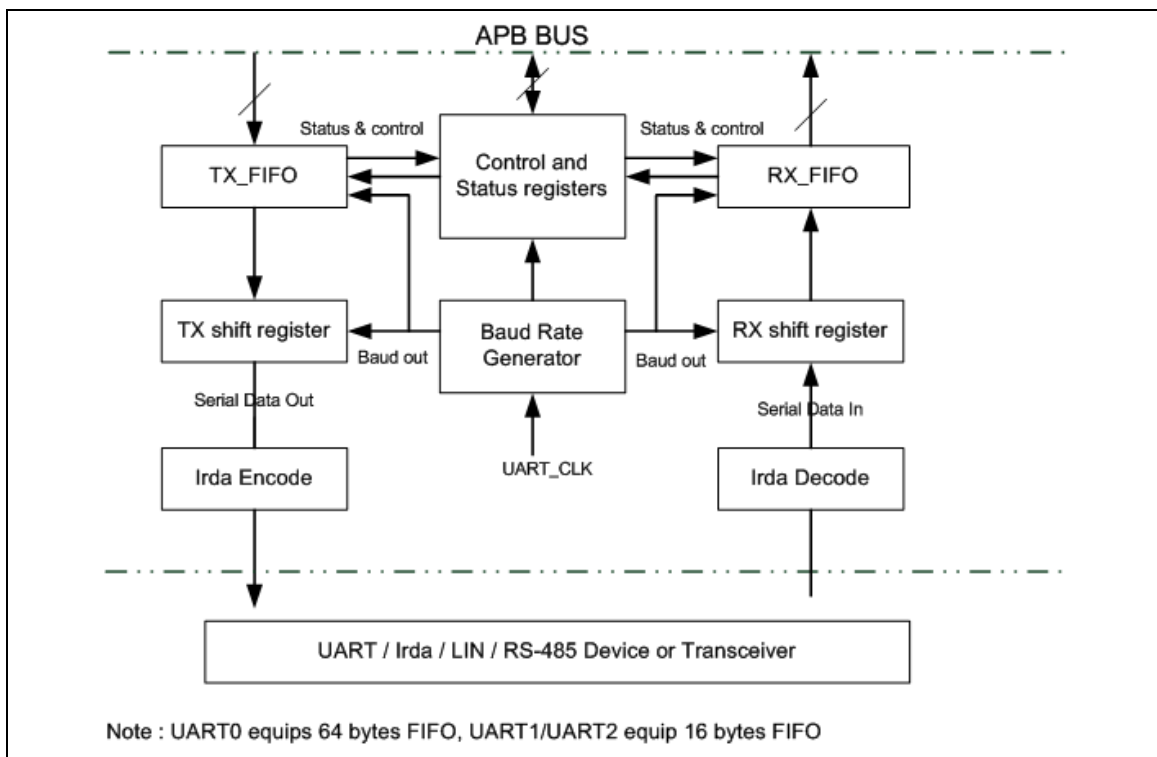 APB BUS
Status & control
Status & control
TX_FIFO
Control and
Status registers
RX_FIFO
TX shift register
Baud Rate
Generator
RX shift register
Baud out
Baud out
Serial Data Out
Serial Data In
Irda Encode
UART_CLK
Irda Decode
UART / Irda / LIN / RS-485 Device or Transceiver
Note : UART0 equips 64 bytes FIFO, UART1/UART2 equip 16 bytes FIFO